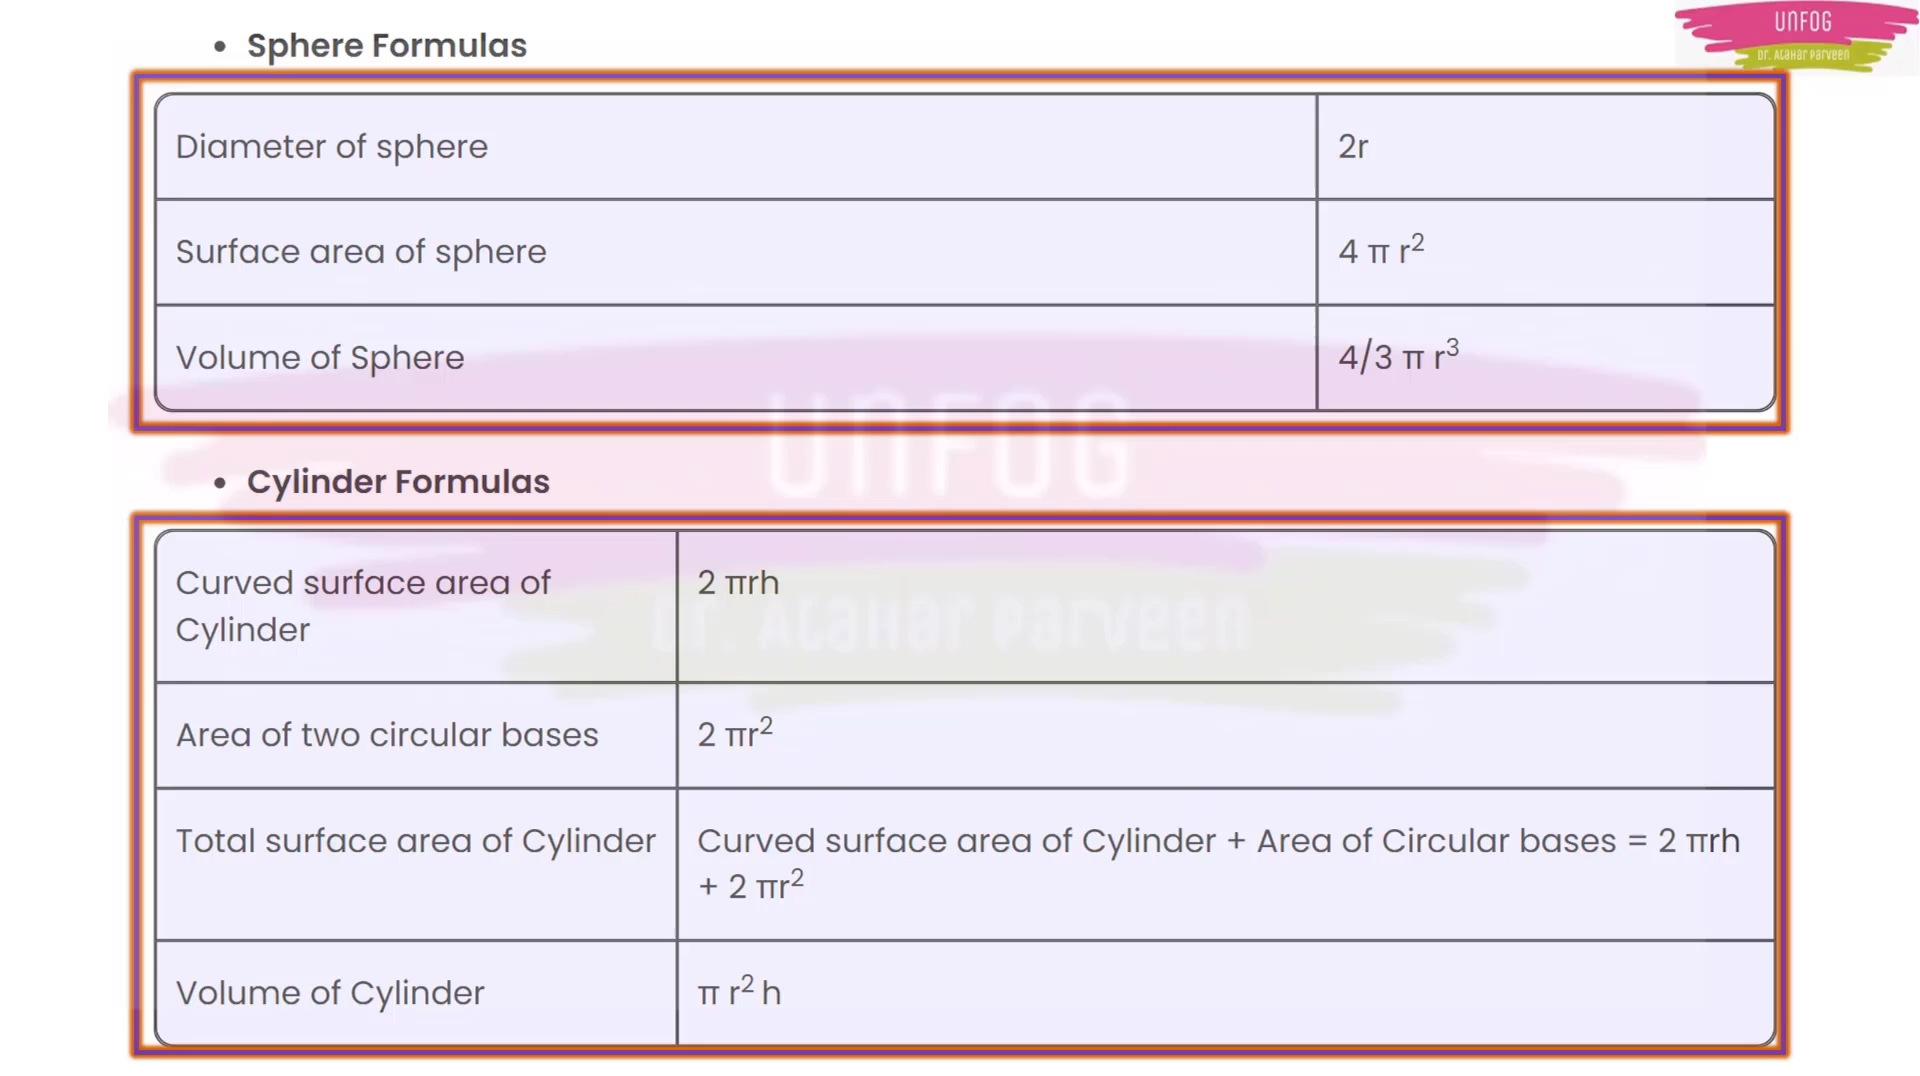 UNFOG
Dr. Atahar Parveen
• Sphere Formulas
Diameter of sphere 2r
Surface area of sphere 4 π r²
Volume of Sphere 4/3 π r³
UNFOG
• Cylinder Formulas
Curved surface area of 2 πrh
Cylinder
Dr. Atahar Parveen
Area of two circular bases 2 πr²
Total surface area of Cylinder Curved surface area of Cylinder + Area of Circular bases = 2 πrh
+ 2 πr²
Volume of Cylinder π r² h